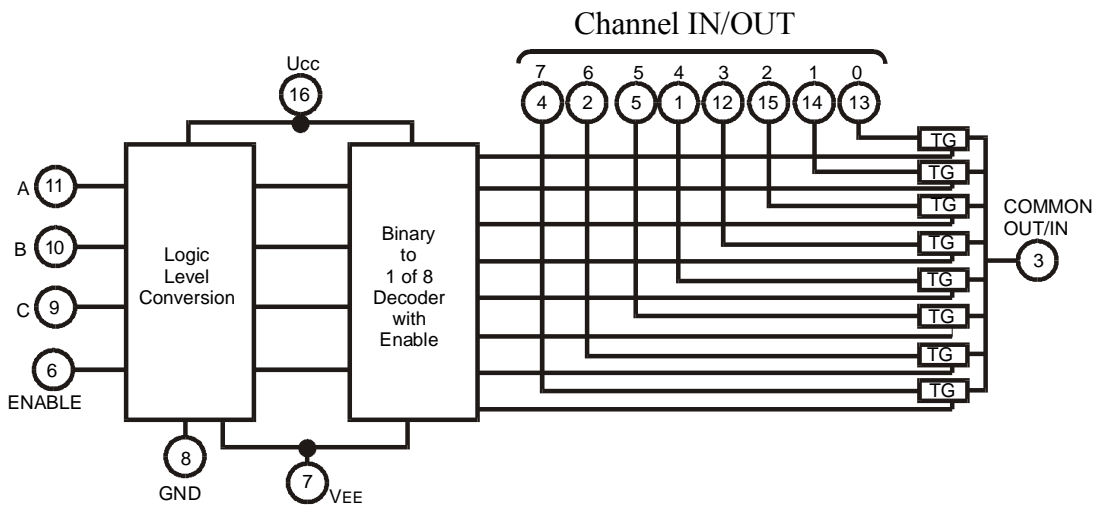 Channel IN/OUT
7 6 5 4 3 2 1 0
4 2 5 1 12 15 14 13
Ucc
16
A 11
B 10
C 9
6
ENABLE
Logic
Level
Conversion
Binary
to
1 of 8
Decoder
with
Enable
TG
TG
TG
TG
TG
TG
TG
TG
COMMON
OUT/IN
3
8
GND
7
VEE